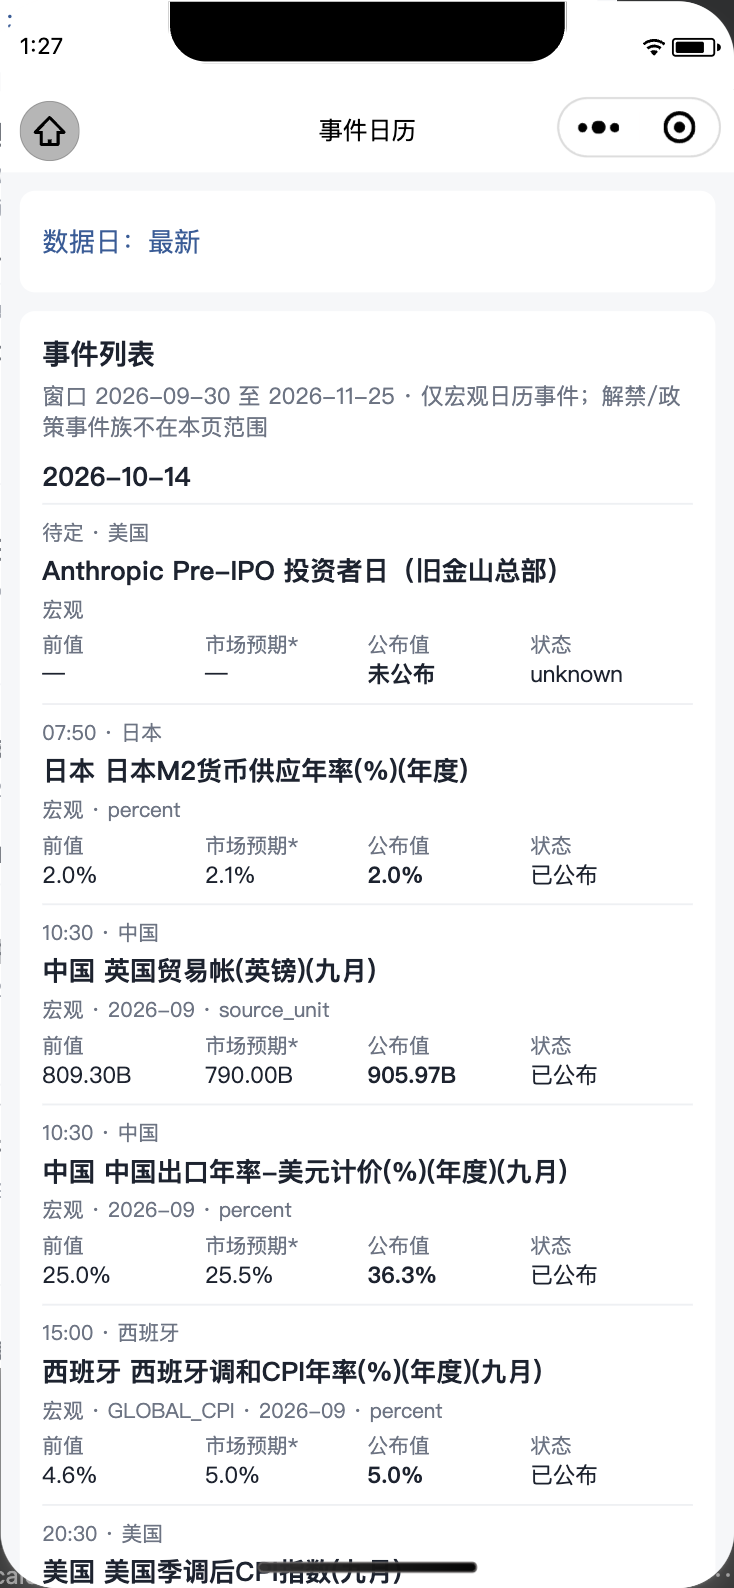 1:27
事件日历
数据日：最新
事件列表
窗口 2026-09-30 至 2026-11-25 · 仅宏观日历事件；解禁/政
策事件族不在本页范围
2026-10-14
待定 · 美国
Anthropic Pre-IPO 投资者日（旧金山总部）
宏观
前值 市场预期* 公布值 状态
— — 未公布 unknown
07:50 · 日本
日本 日本M2货币供应年率(%)(年度)
宏观 · percent
前值 市场预期* 公布值 状态
2.0% 2.1% 2.0% 已公布
10:30 · 中国
中国 英国贸易帐(英镑)(九月)
宏观 · 2026-09 · source_unit
前值 市场预期* 公布值 状态
809.30B 790.00B 905.97B 已公布
10:30 · 中国
中国 中国出口年率-美元计价(%)(年度)(九月)
宏观 · 2026-09 · percent
前值 市场预期* 公布值 状态
25.0% 25.5% 36.3% 已公布
15:00 · 西班牙
西班牙 西班牙调和CPI年率(%)(年度)(九月)
宏观 · GLOBAL_CPI · 2026-09 · percent
前值 市场预期* 公布值 状态
4.6% 5.0% 5.0% 已公布
20:30 · 美国
美国 美国季调后CPI指数(九月)